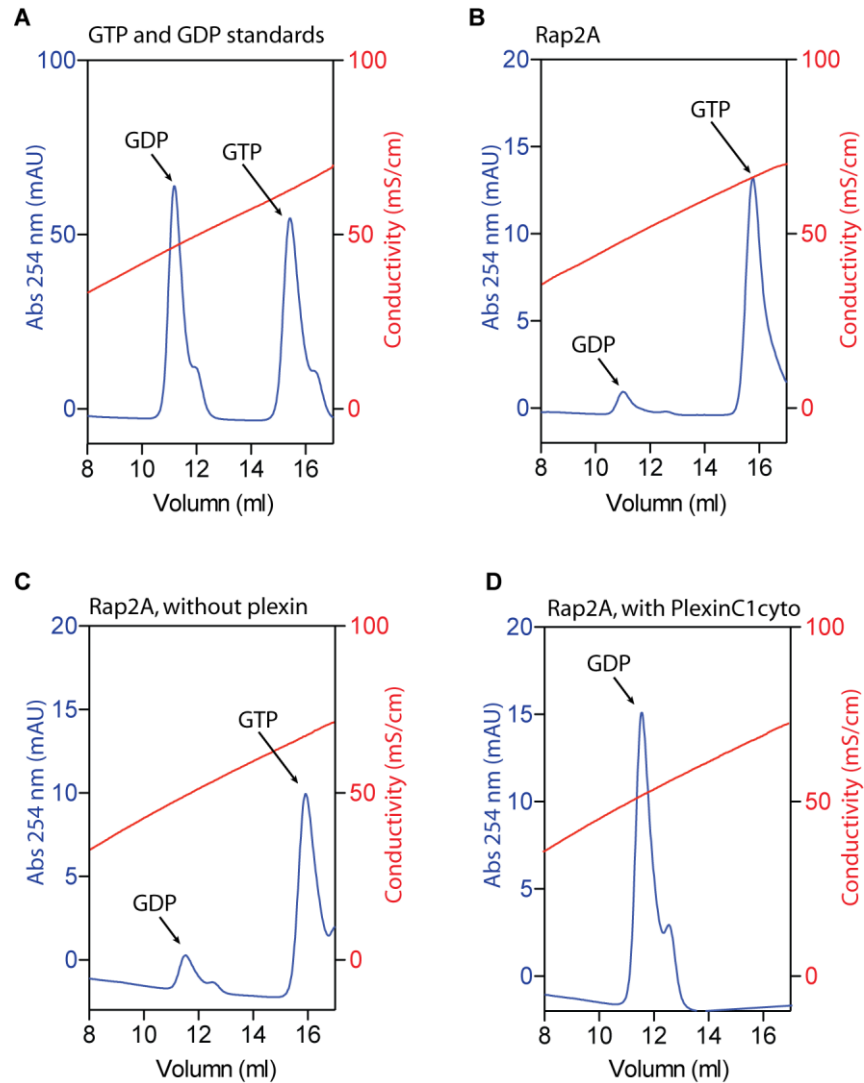 A
GTP and GDP standards
100
50
0
Abs 254 nm (mAU)
GDP
GTP
100
50
0
Conductivity (mS/cm)
8 10 12 14 16
Volumn (ml)
B
Rap2A
20
15
10
5
0
Abs 254 nm (mAU)
GTP
GDP
100
50
0
Conductivity (mS/cm)
8 10 12 14 16
Volumn (ml)
C
Rap2A, without plexin
20
15
10
5
0
Abs 254 nm (mAU)
GTP
GDP
100
50
0
Conductivity (mS/cm)
8 10 12 14 16
Volumn (ml)
D
Rap2A, with PlexinC1cyto
20
15
10
5
0
Abs 254 nm (mAU)
GDP
100
50
0
Conductivity (mS/cm)
8 10 12 14 16
Volumn (ml)